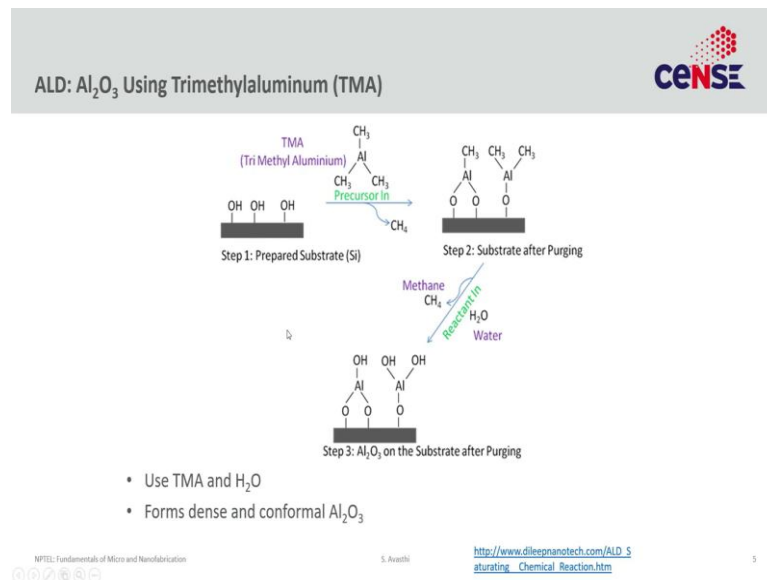 ALD: Al₂O₃ Using Trimethylaluminum (TMA)
CeNSE
TMA
(Tri Methyl Aluminium)
CH₃
Al
CH₃ CH₃
Precursor In
CH₄
OH OH OH
Step 1: Prepared Substrate (Si)
CH₃ CH₃ CH₃
Al Al
O O O
Step 2: Substrate after Purging
Methane
CH₄
Reactant In
H₂O
Water
OH OH OH
Al Al
O O O
Step 3: Al₂O₃ on the Substrate after Purging
• Use TMA and H₂O
• Forms dense and conformal Al₂O₃
NPTEL: Fundamentals of Micro and Nanofabrication
S. Avasthi
http://www.dileepnanotech.com/ALD_S
aturating__Chemical_Reaction.htm
5